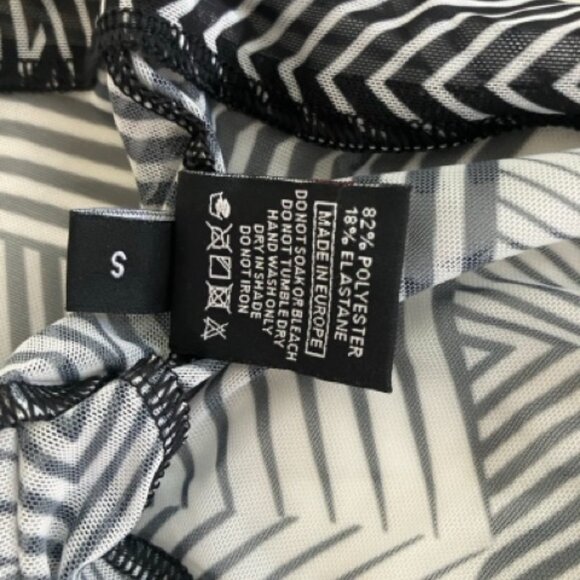 82% POLYESTER
18% ELASTANE
MADE IN EUROPE
DO NOT SOAK OR BLEACH
DO NOT TUMBLE DRY
HAND WASH ONLY
DRY IN SHADE
DO NOT IRON
S